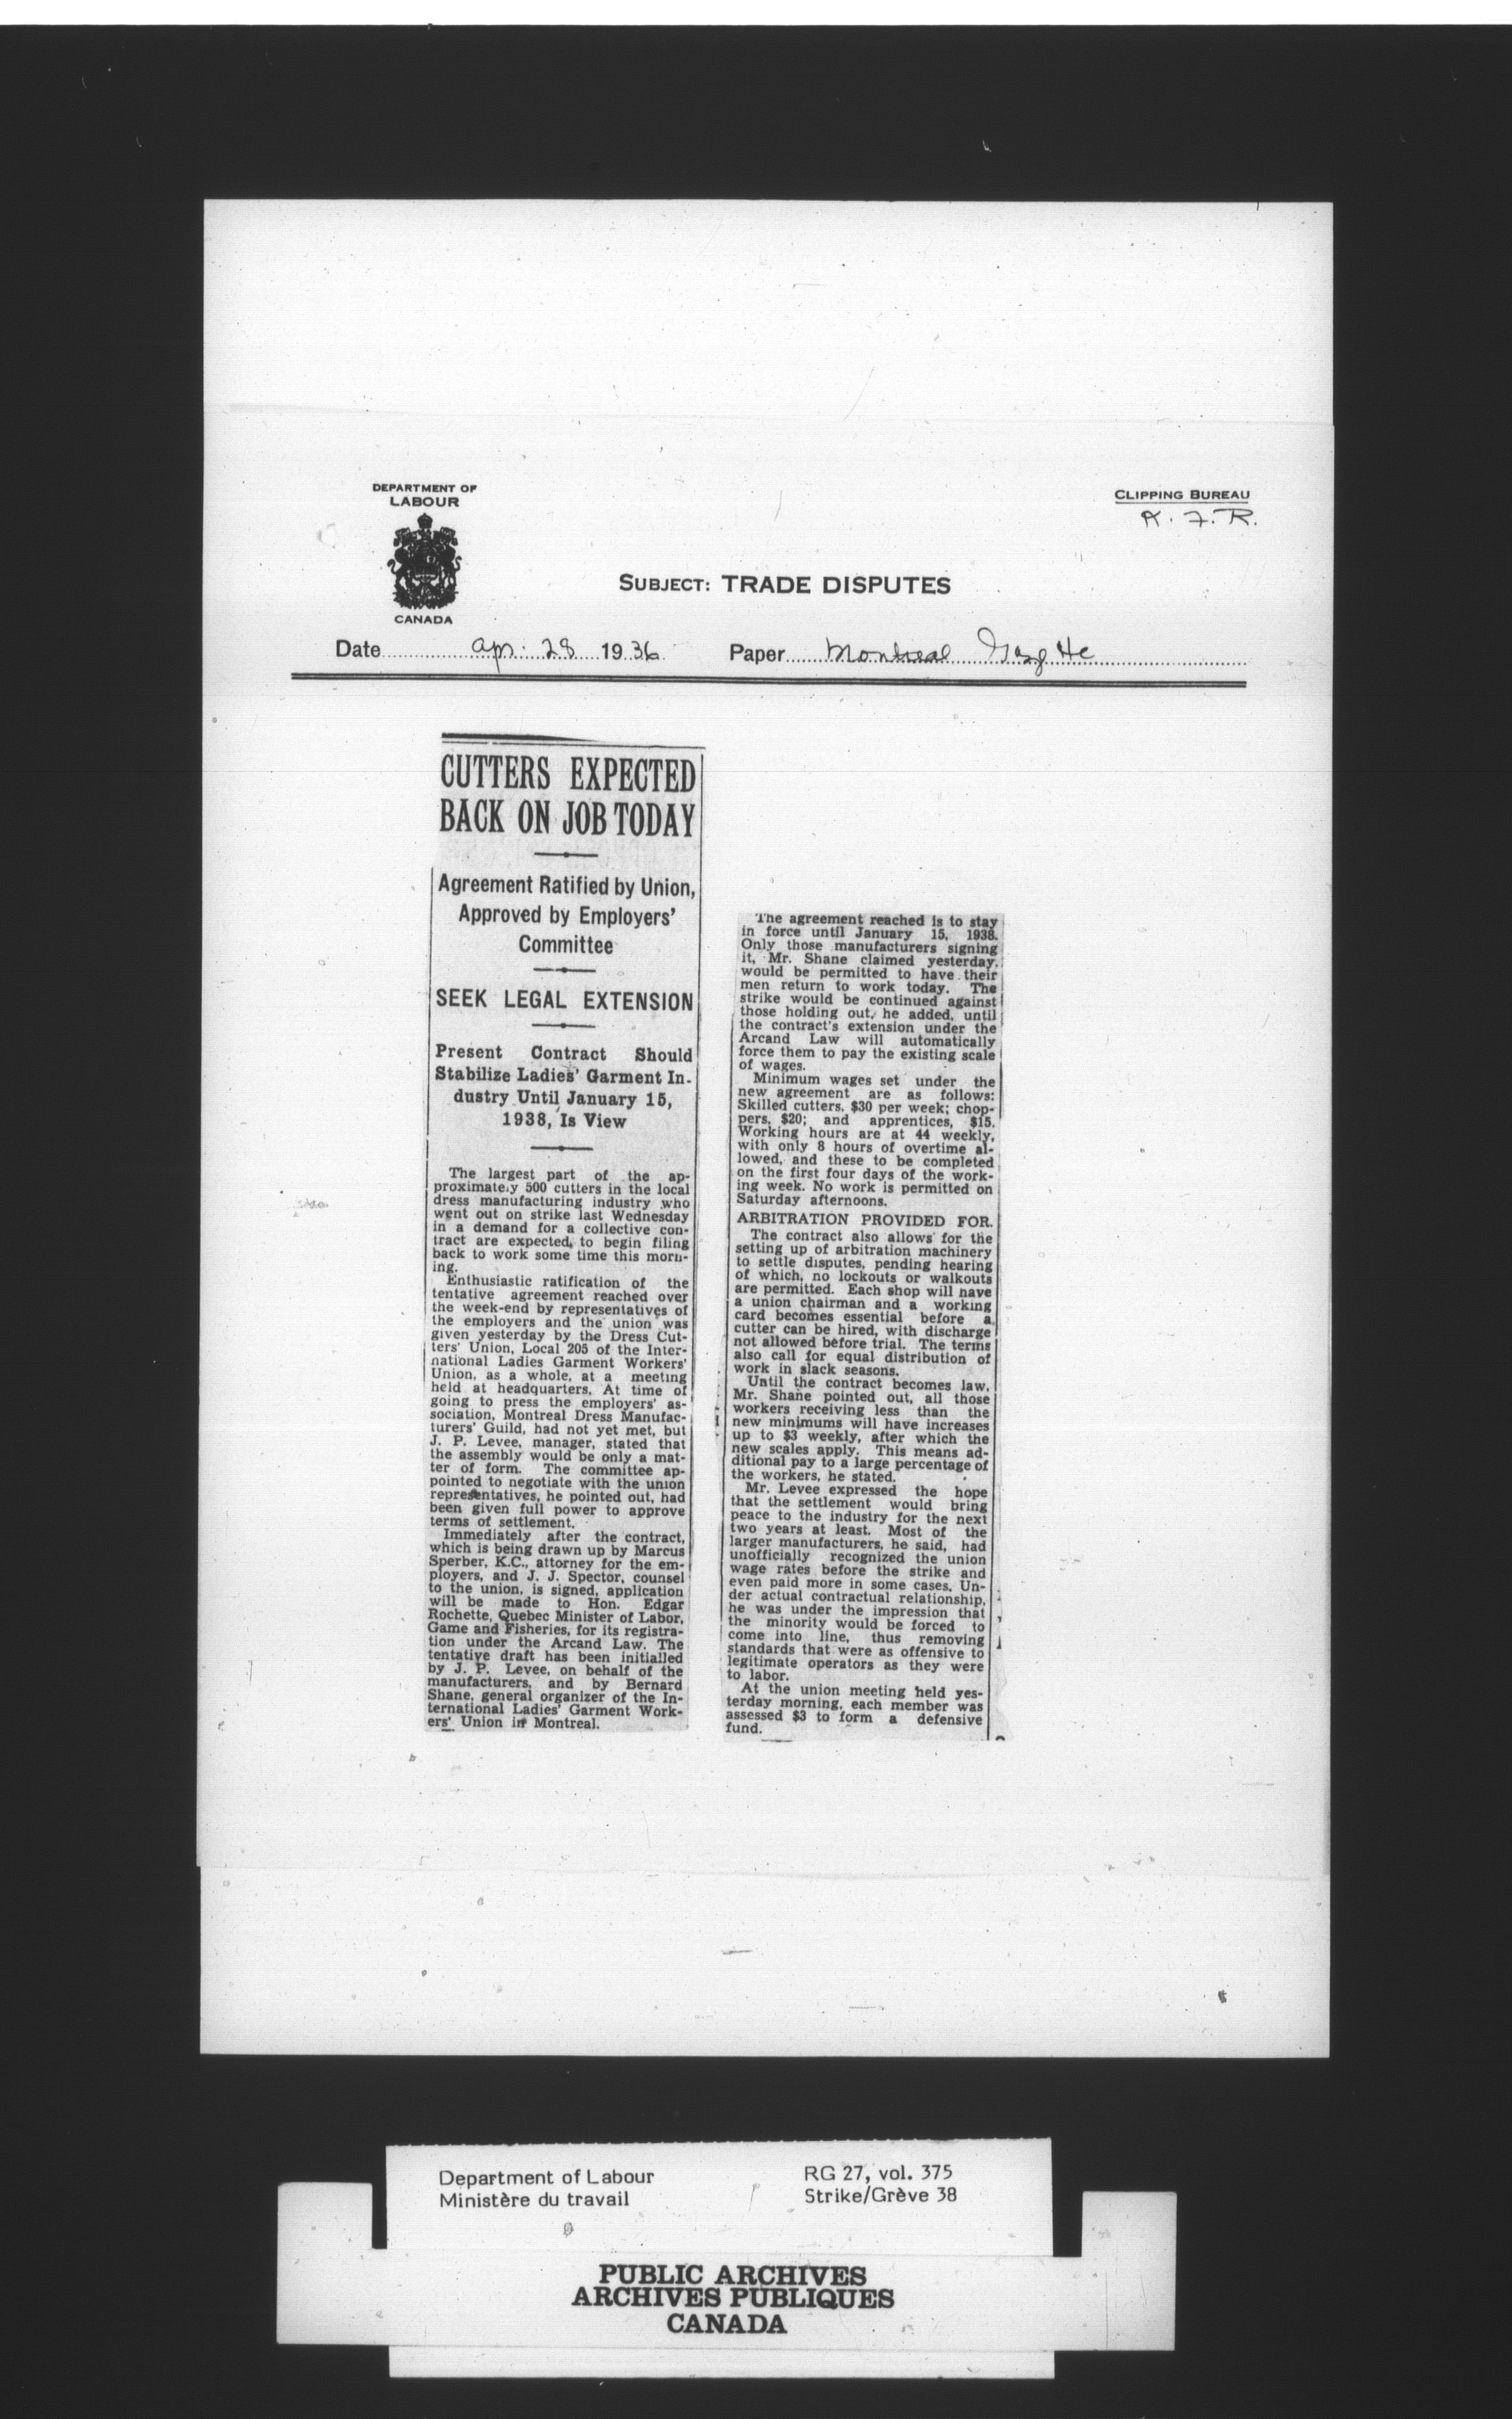 DEPARTMENT OF
LABOUR
CANADA
CLIPPING BUREAU
SUBJECT: TRADE DISPUTES
Date apr. 28 1936 Paper Montreal Gazette
CUTTERS EXPECTED
BACK ON JOB TODAY
Agreement Ratified by Union,
Approved by Employers'
Committee
SEEK LEGAL EXTENSION
Present Contract Should
Stabilize Ladies' Garment In-
dustry Until January 15,
1938, Is View
The largest part of the ap-
proximately 500 cutters in the local
dress manufacturing industry who
went out on strike last Wednesday
in a demand for a collective con-
tract are expected to begin filing
back to work some time this morn-
ing.
Enthusiastic ratification of the
tentative agreement reached over
the week-end by representatives of
the employers and the union was
given yesterday by the Dress Cut-
ters' Union, Local 205 of the Inter-
national Ladies Garment Workers'
Union, as a whole, at a meeting
held at headquarters. At time of
going to press the employers' as-
sociation, Montreal Dress Manufac-
turers' Guild, had not yet met, but
J. P. Levee, manager, stated that
the assembly would be only a mat-
ter of form. The committee ap-
pointed to negotiate with the union
representatives, he pointed out, had
been given full power to approve
terms of settlement.
Immediately after the contract,
which is being drawn up by Marcus
Sperber, K.C., attorney for the em-
ployers, and J. J. Spector, counsel
to the union, is signed, application
will be made to Hon. Edgar
Rochette, Quebec Minister of Labor,
Game and Fisheries, for its registra-
tion under the Arcand Law. The
tentative draft has been initialled
by J. P. Levee, on behalf of the
manufacturers, and by Bernard
Shane, general organizer of the In-
ternational Ladies' Garment Work-
ers' Union in Montreal.
The agreement reached is to stay
in force until January 15, 1938.
Only those manufacturers signing
it, Mr. Shane claimed yesterday,
would be permitted to have their
men return to work today. The
strike would be continued against
those holding out, he added, until
the contract's extension under the
Arcand Law will automatically
force them to pay the existing scale
of wages.
Minimum wages set under the
new agreement are as follows:
Skilled cutters, $30 per week; chop-
pers, $20; and apprentices, $15.
Working hours are at 44 weekly,
with only 8 hours of overtime al-
lowed, and these to be completed
on the first four days of the work-
ing week. No work is permitted on
Saturday afternoons.
ARBITRATION PROVIDED FOR.
The contract also allows for the
setting up of arbitration machinery
to settle disputes, pending hearing
of which, no lockouts or walkouts
are permitted. Each shop will have
a union chairman and a working
card becomes essential before a
cutter can be hired, with discharge
not allowed before trial. The terms
also call for equal distribution of
work in slack seasons.
Until the contract becomes law,
Mr. Shane pointed out, all those
workers receiving less than the
new minimums will have increases
up to $3 weekly, after which the
new scales apply. This means ad-
ditional pay to a large percentage of
the workers, he stated.
Mr. Levee expressed the hope
that the settlement would bring
peace to the industry for the next
two years at least. Most of the
larger manufacturers, he said, had
unofficially recognized the union
wage rates before the strike and
even paid more in some cases. Un-
der actual contractual relationship,
he was under the impression that
the minority would be forced to
come into line, thus removing
standards that were as offensive to
legitimate operators as they were
to labor.
At the union meeting held yes-
terday morning, each member was
assessed $3 to form a defensive
fund.
Department of Labour
Ministère du travail
RG 27, vol. 375
Strike/Grève 38
PUBLIC ARCHIVES
ARCHIVES PUBLIQUES
CANADA